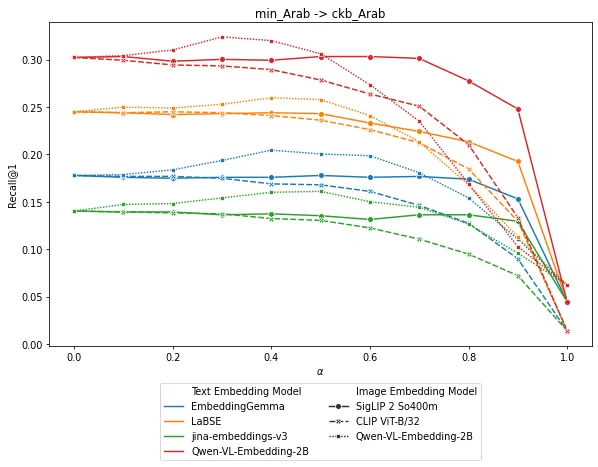 min_Arab -> ckb_Arab
Recall@1
0.30
0.25
0.20
0.15
0.10
0.05
0.00
0.0 0.2 0.4 0.6 0.8 1.0
α
Text Embedding Model Image Embedding Model
EmbeddingGemma SigLIP 2 So400m
LaBSE CLIP ViT-B/32
jina-embeddings-v3 Qwen-VL-Embedding-2B
Qwen-VL-Embedding-2B